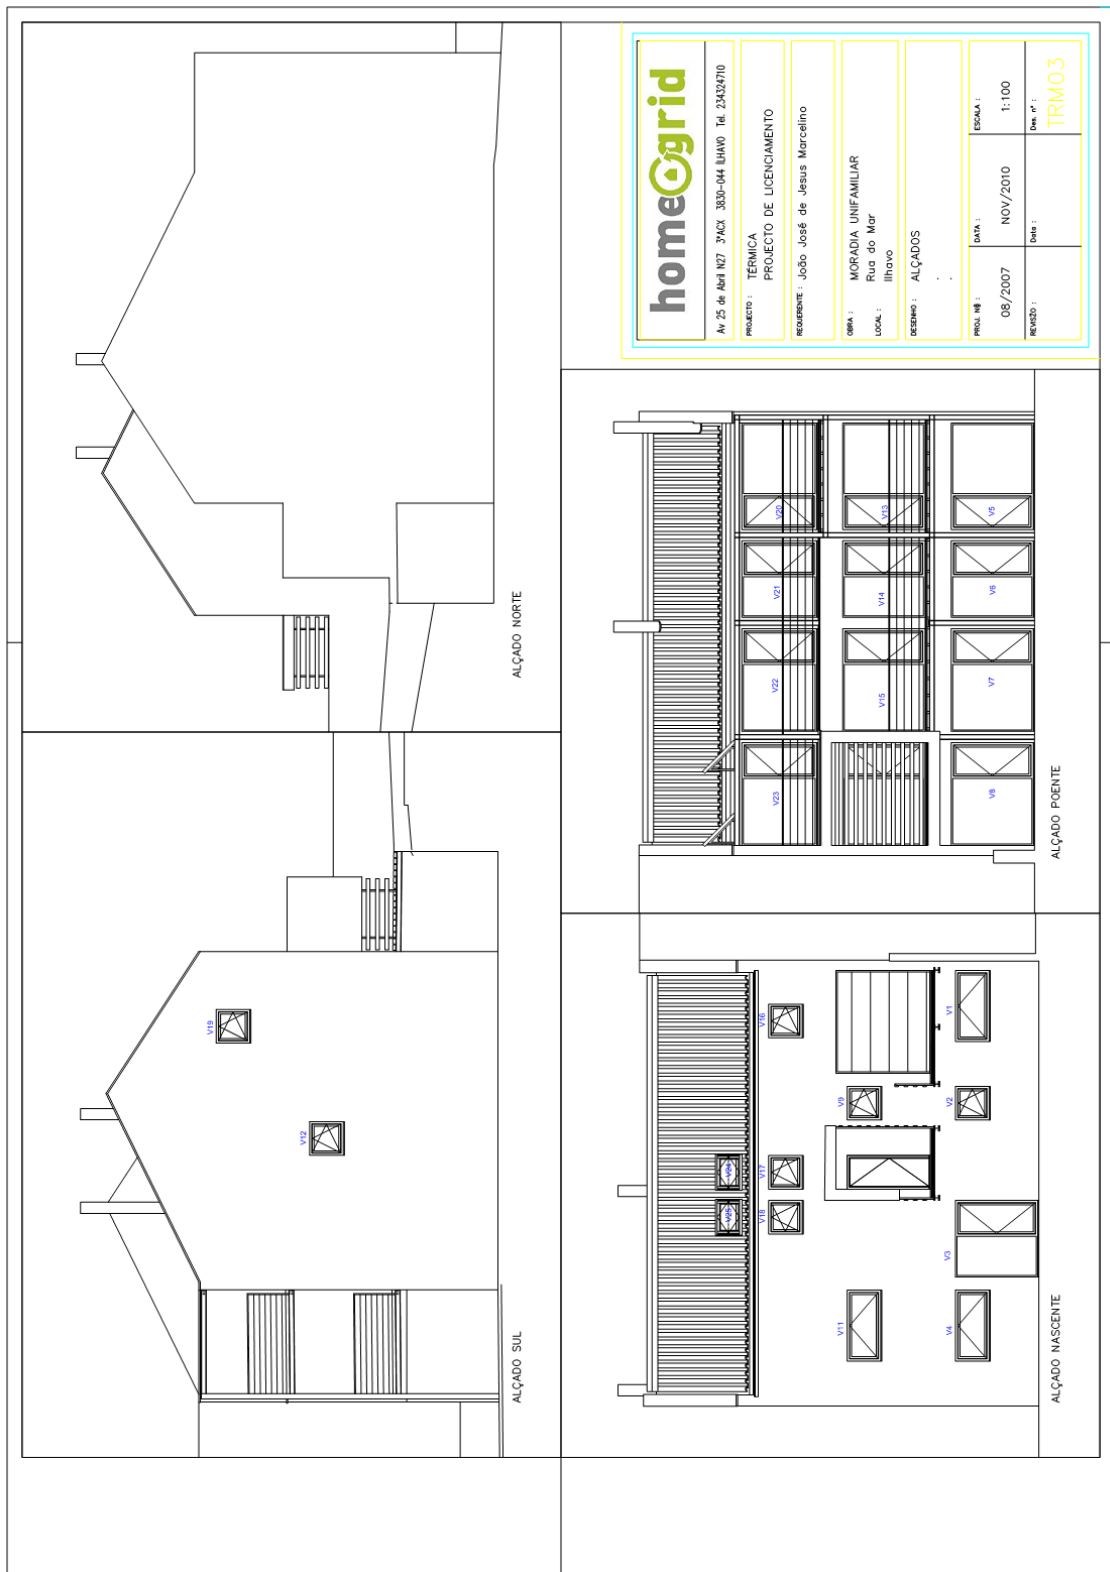 homegrid
Av 25 de Abril N27 3ºACX 3830-044 ILHAVO Tel. 234324710
PROJECTO : TÉRMICA
PROJECTO DE LICENCIAMENTO
REQUERENTE : João José de Jesus Marcelino
OBRA : MORADIA UNIFAMILIAR
LOCAL : Rua do Mar
Ilhavo
DESENHO : ALÇADOS
PROJ. Nº : 08/2007
DATA : NOV/2010
ESCALA : 1:100
REVISZO :
Data :
Des. nº : TRM03
ALÇADO NORTE
ALÇADO SUL
V19
V12
ALÇADO POENTE
V23 V22 V21 V20
V15 V14 V13
V8 V7 V6 V5
ALÇADO NASCENTE
V25 V24
V18 V17 V16
V11 V9
V4 V3 V2 V1